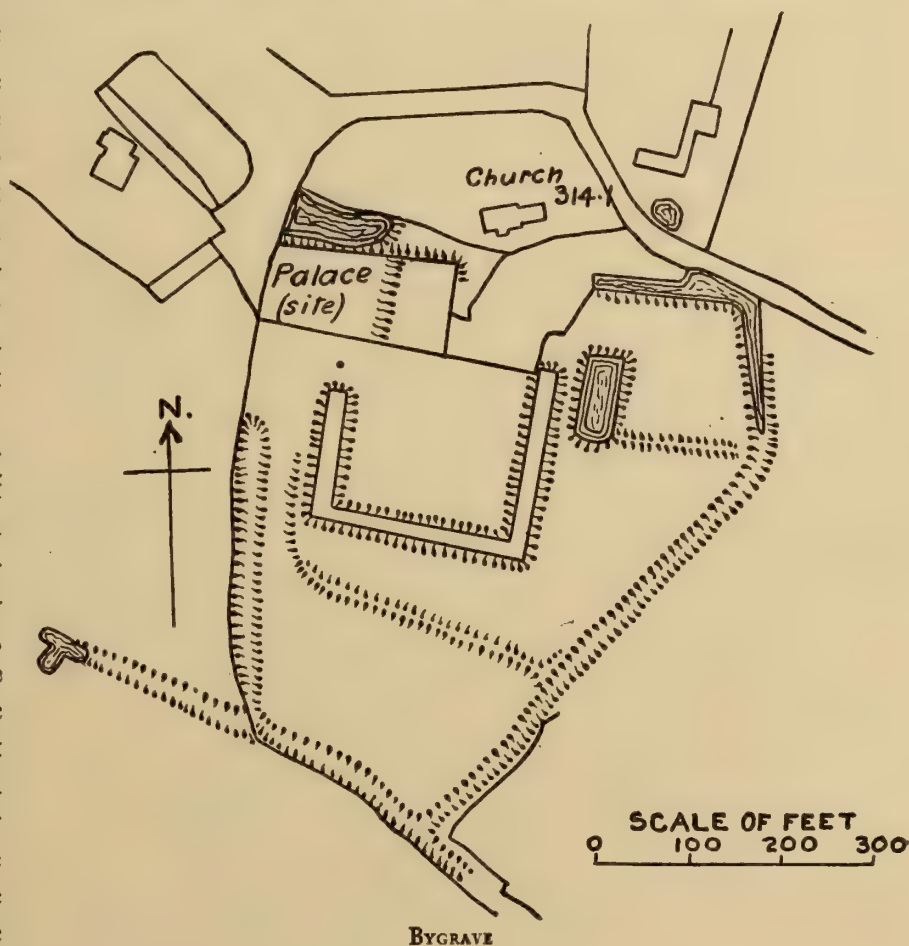 Church
314·1
Palace
(site)
N.
SCALE OF FEET
0 100 200 300
BYGRAVE